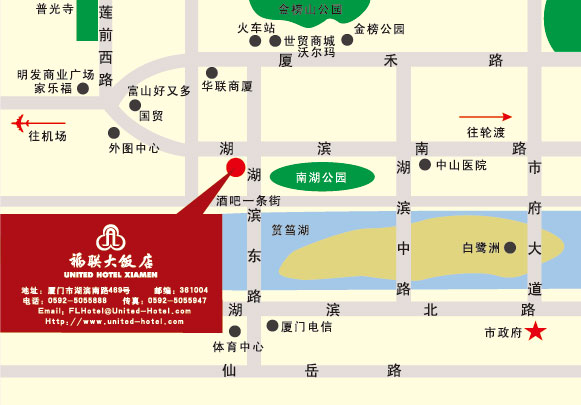 普光寺
莲前西路
金榜山公园
火车站
世贸商城
沃尔玛
金榜公园
厦禾路
明发商业广场
家乐福
华联商厦
富山好又多
国贸
外图中心
往机场
往轮渡
湖滨南路
南湖公园
中山医院
湖滨东路
湖滨中路
市府大道
酒吧一条街
筼筜湖
白鹭洲
福联大饭店
UNITED HOTEL XIAMEN
地址：厦门市湖滨南路469号 邮编：361004
电话：0592-5055888 传真：0592-5055947
Email: FLHotel@United-Hotel.com
Http://www.united-hotel.com
湖滨北路
厦门电信
体育中心
市政府
仙岳路